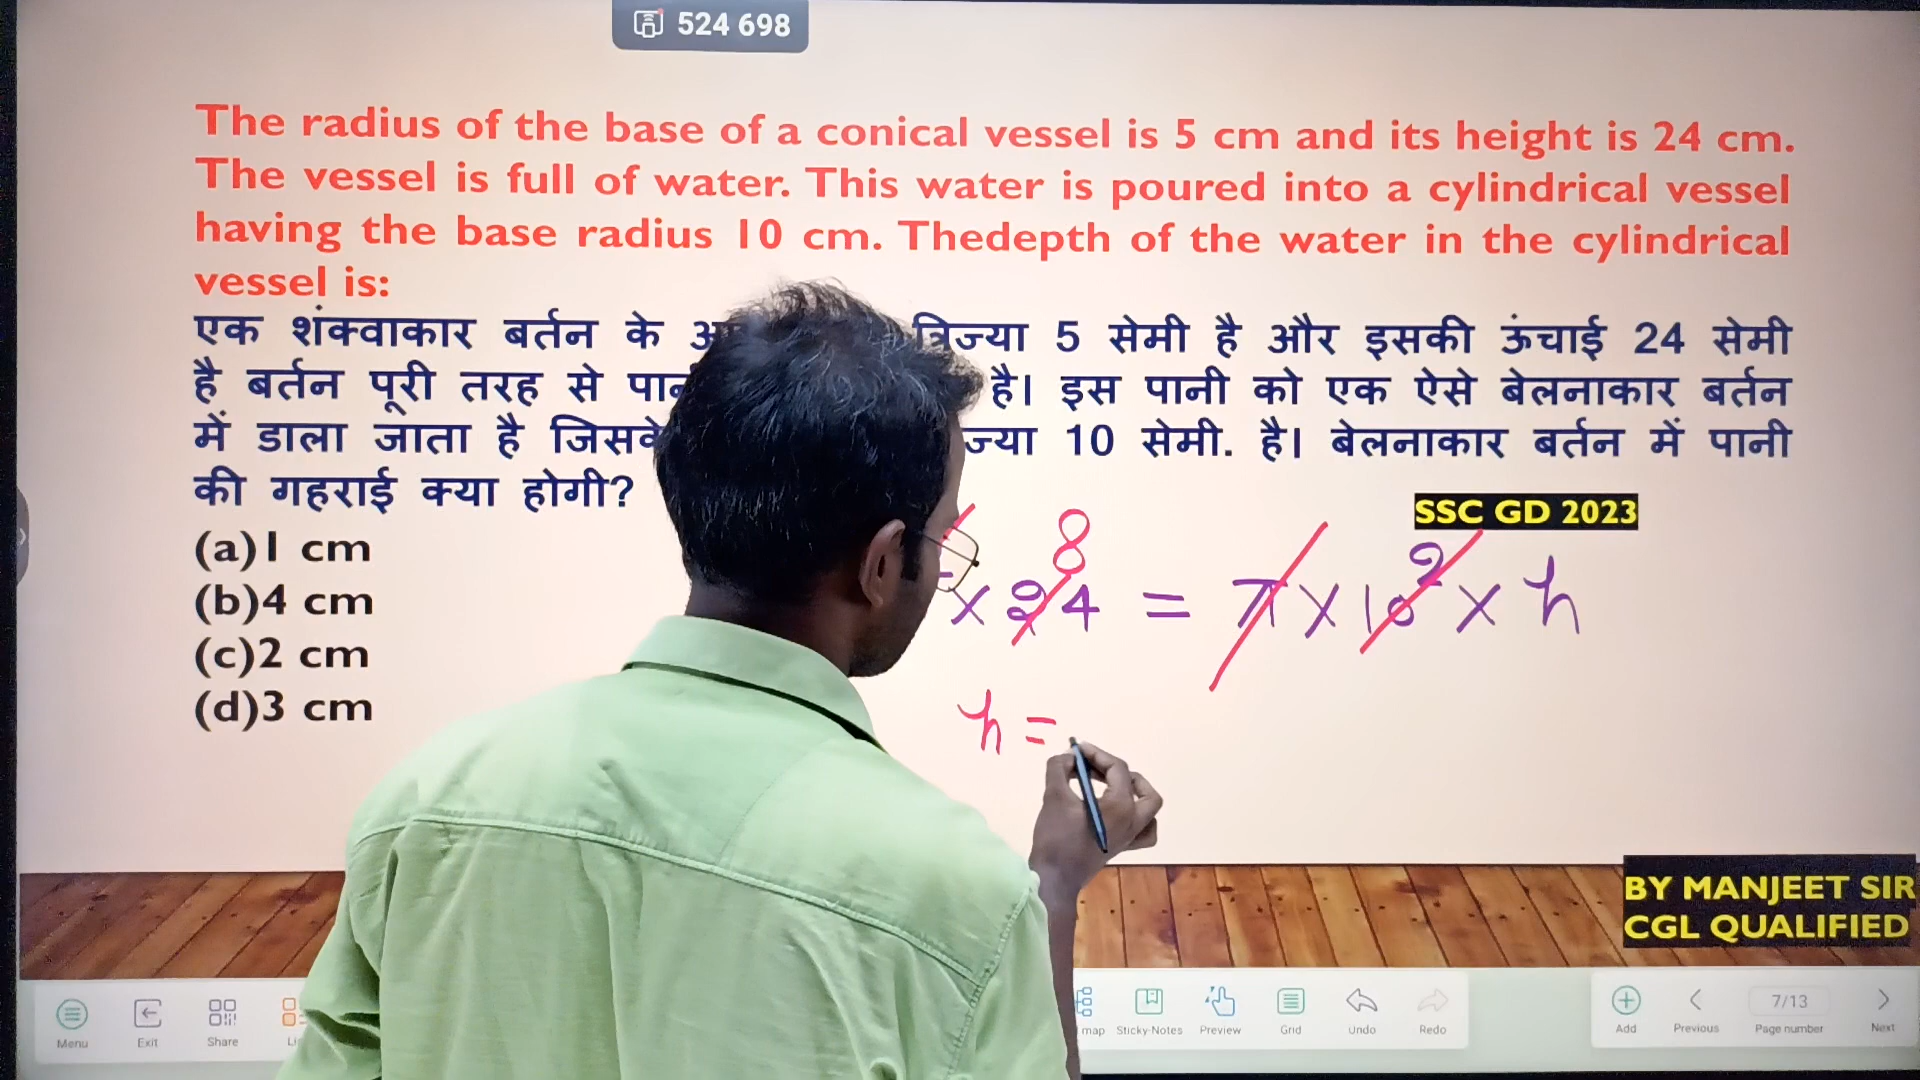 524 698
The radius of the base of a conical vessel is 5 cm and its height is 24 cm.
The vessel is full of water. This water is poured into a cylindrical vessel
having the base radius 10 cm. Thedepth of the water in the cylindrical
vessel is:
एक शंक्वाकार बर्तन के त्रिज्या 5 सेमी है और इसकी ऊंचाई 24 सेमी
है बर्तन पूरी तरह से है। इस पानी को एक ऐसे बेलनाकार बर्तन
में डाला जाता है 10 सेमी. है। बेलनाकार बर्तन में पानी
की गहराई क्या होगी?
SSC GD 2023
(a)1 cm
(b)4 cm
(c)2 cm
(d)3 cm
8 2
× 24 = π × 10 × h
h =
BY MANJEET SIR
CGL QUALIFIED
Menu Exit Share map Sticky-Notes Preview Grid Undo Redo Add Previous 7/13 Page number Next